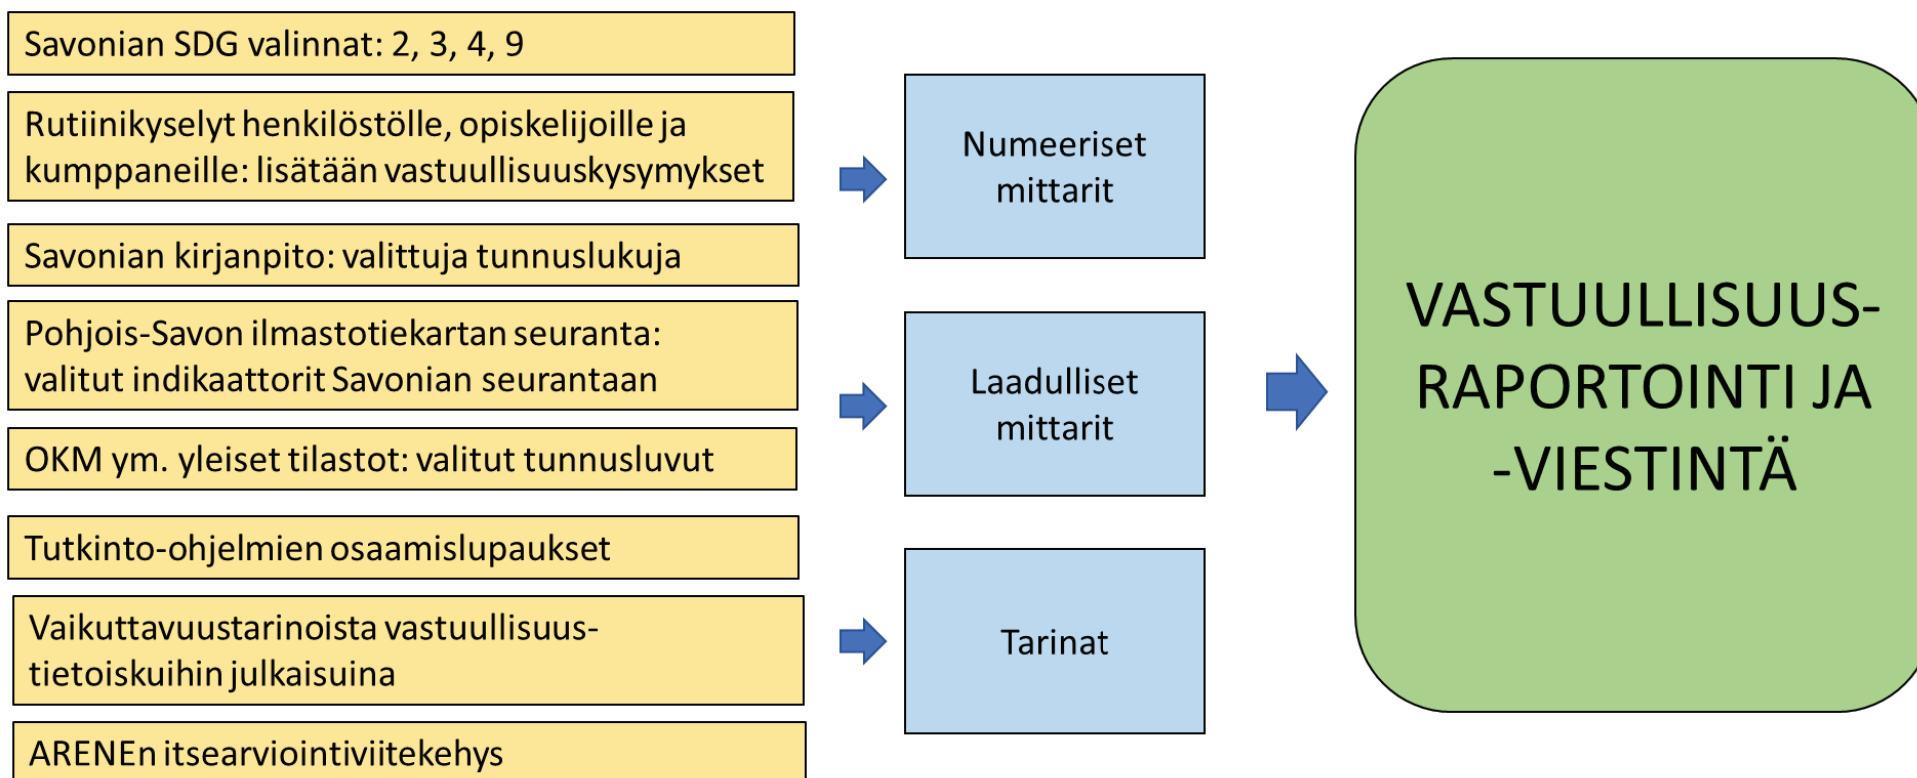 Savonian SDG valinnat: 2, 3, 4, 9
Rutiinikyselyt henkilöstölle, opiskelijoille ja
kumppaneille: lisätään vastuullisuuskysymykset
Savonian kirjanpito: valittuja tunnuslukuja
Pohjois-Savon ilmastotiekartan seuranta:
valitut indikaattorit Savonian seurantaan
OKM ym. yleiset tilastot: valitut tunnusluvut
Tutkinto-ohjelmien osaamislupaukset
Vaikuttavuustarinoista vastuullisuus-
tietoiskuihin julkaisuina
ARENEn itsearviointiviitekehys
Numeeriset
mittarit
Laadulliset
mittarit
Tarinat
VASTUULLISUUS-
RAPORTOINTI JA
-VIESTINTÄ